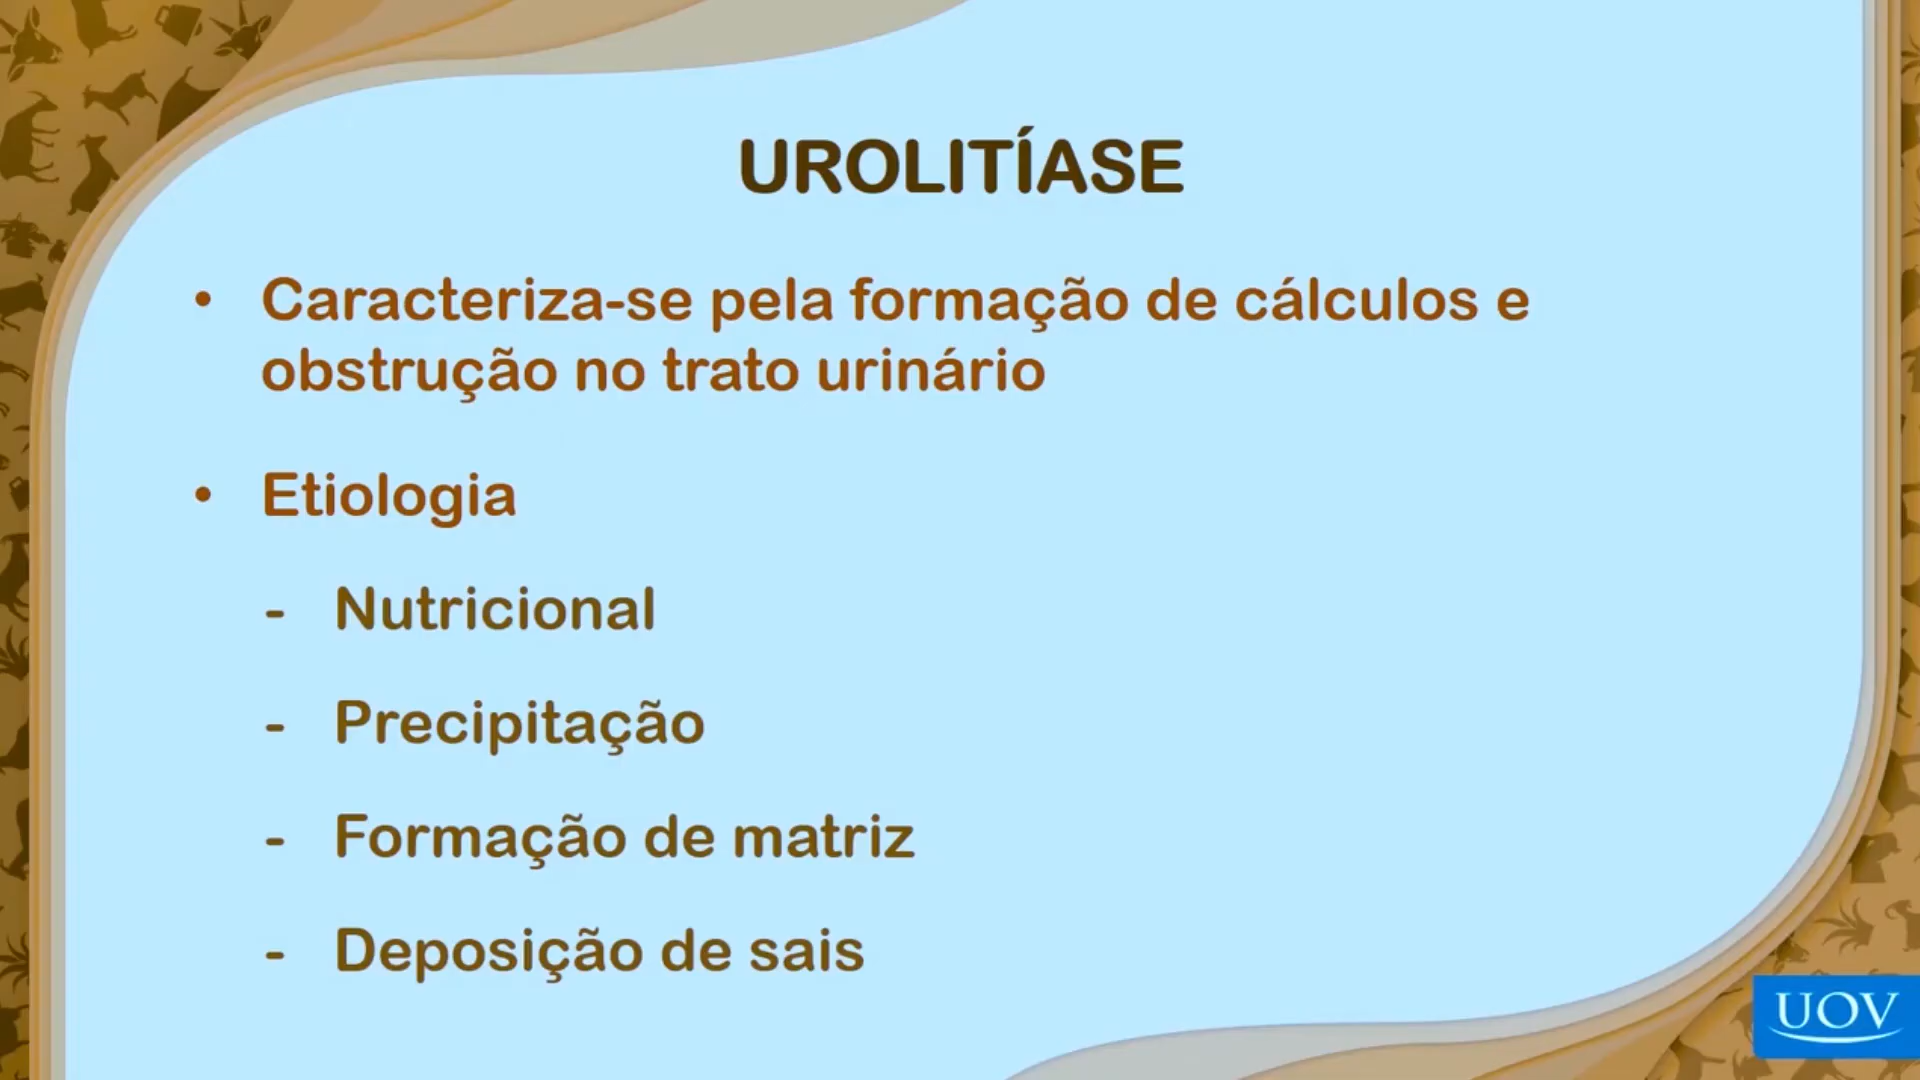 UROLITÍASE
• Caracteriza-se pela formação de cálculos e
obstrução no trato urinário
• Etiologia
- Nutricional
- Precipitação
- Formação de matriz
- Deposição de sais
UOV